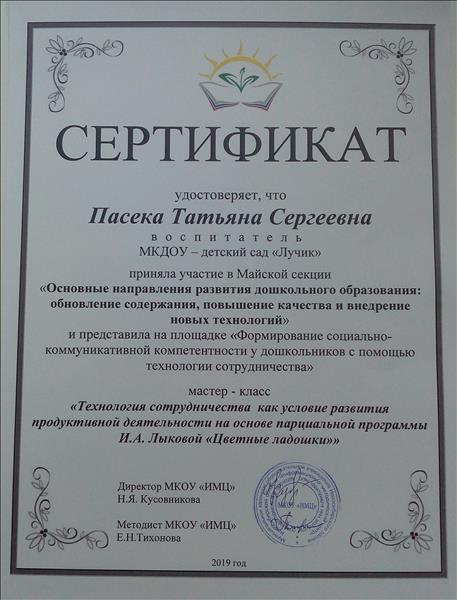 СЕРТИФИКАТ
удостоверяет, что
Пасека Татьяна Сергеевна
воспитатель
МКДОУ – детский сад «Лучик»
приняла участие в Майской секции
«Основные направления развития дошкольного образования:
обновление содержания, повышение качества и внедрение
новых технологий»
и представила на площадке «Формирование социально-
коммуникативной компетентности у дошкольников с помощью
технологии сотрудничества»
мастер - класс
«Технология сотрудничества как условие развития
продуктивной деятельности на основе парциальной программы
И.А. Лыковой «Цветные ладошки»»
Директор МКОУ «ИМЦ»
Н.Я. Кусовникова
Методист МКОУ «ИМЦ»
Е.Н.Тихонова
МКОУ «ИМЦ»
2019 год